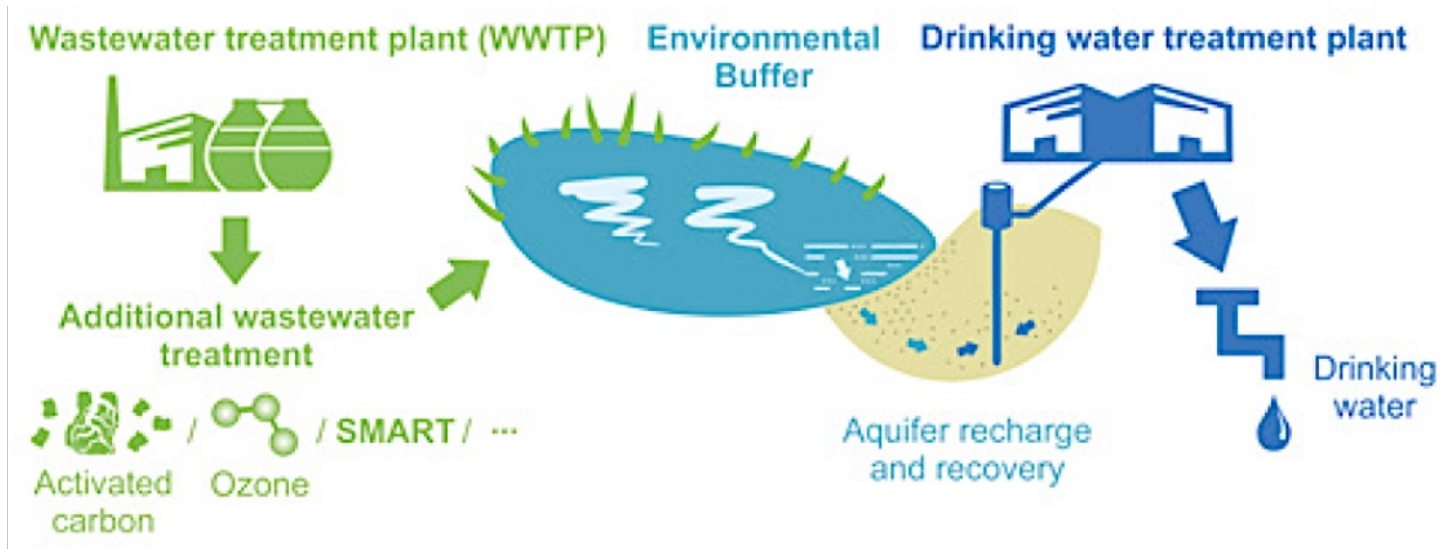 Wastewater treatment plant (WWTP)
Environmental
Buffer
Drinking water treatment plant
Additional wastewater
treatment
/ / SMART / ...
Activated
carbon
Ozone
Aquifer recharge
and recovery
Drinking
water